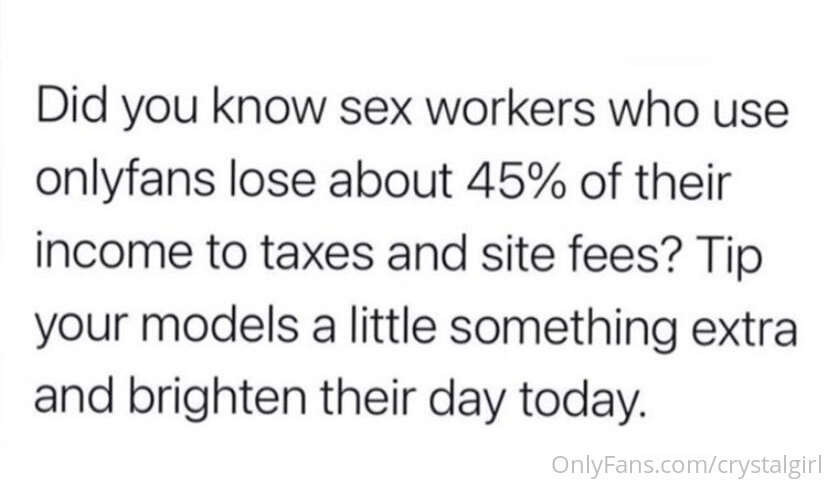 Did you know sex workers who use
onlyfans lose about 45% of their
income to taxes and site fees? Tip
your models a little something extra
and brighten their day today.
OnlyFans.com/crystalgirl